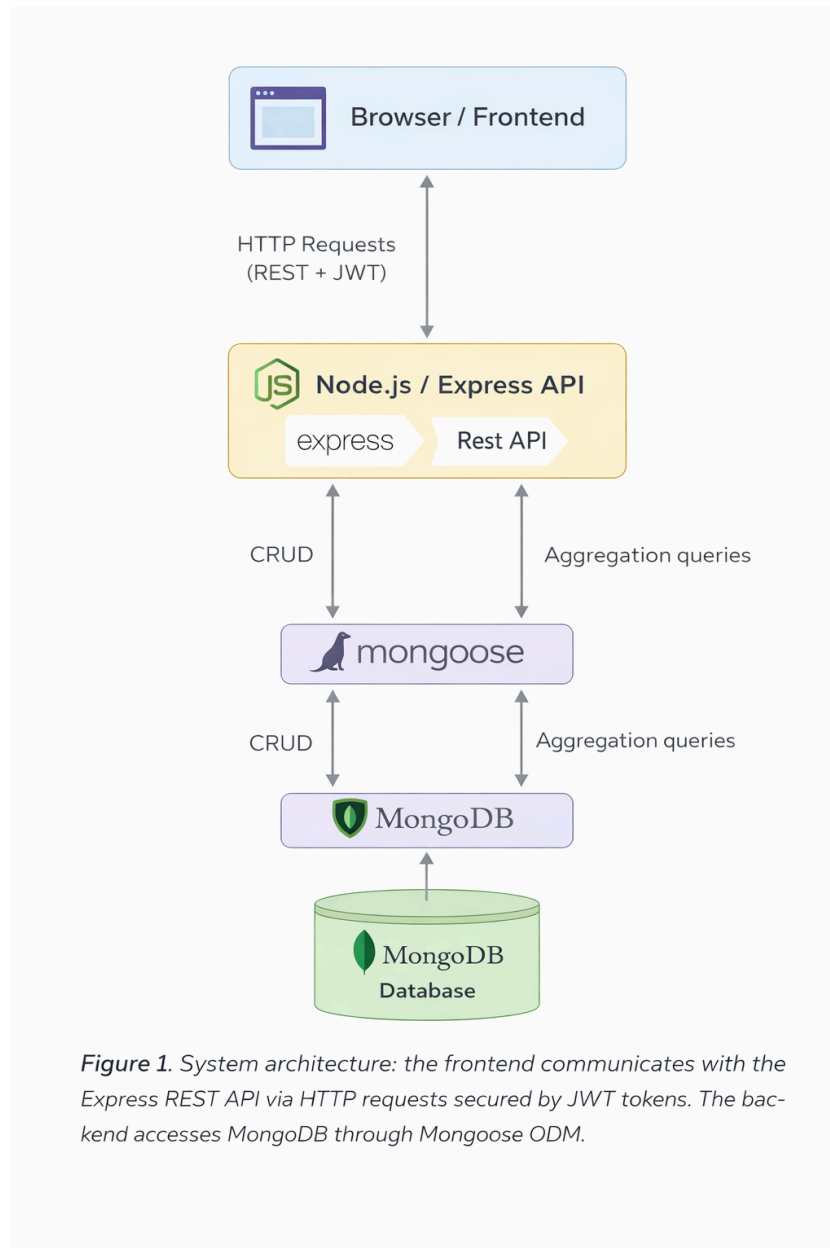 Browser / Frontend
HTTP Requests
(REST + JWT)
JS
Node.js / Express API
express
Rest API
CRUD
Aggregation queries
mongoose
CRUD
Aggregation queries
MongoDB
MongoDB
Database
Figure 1. System architecture: the frontend communicates with the
Express REST API via HTTP requests secured by JWT tokens. The bac-
kend accesses MongoDB through Mongoose ODM.